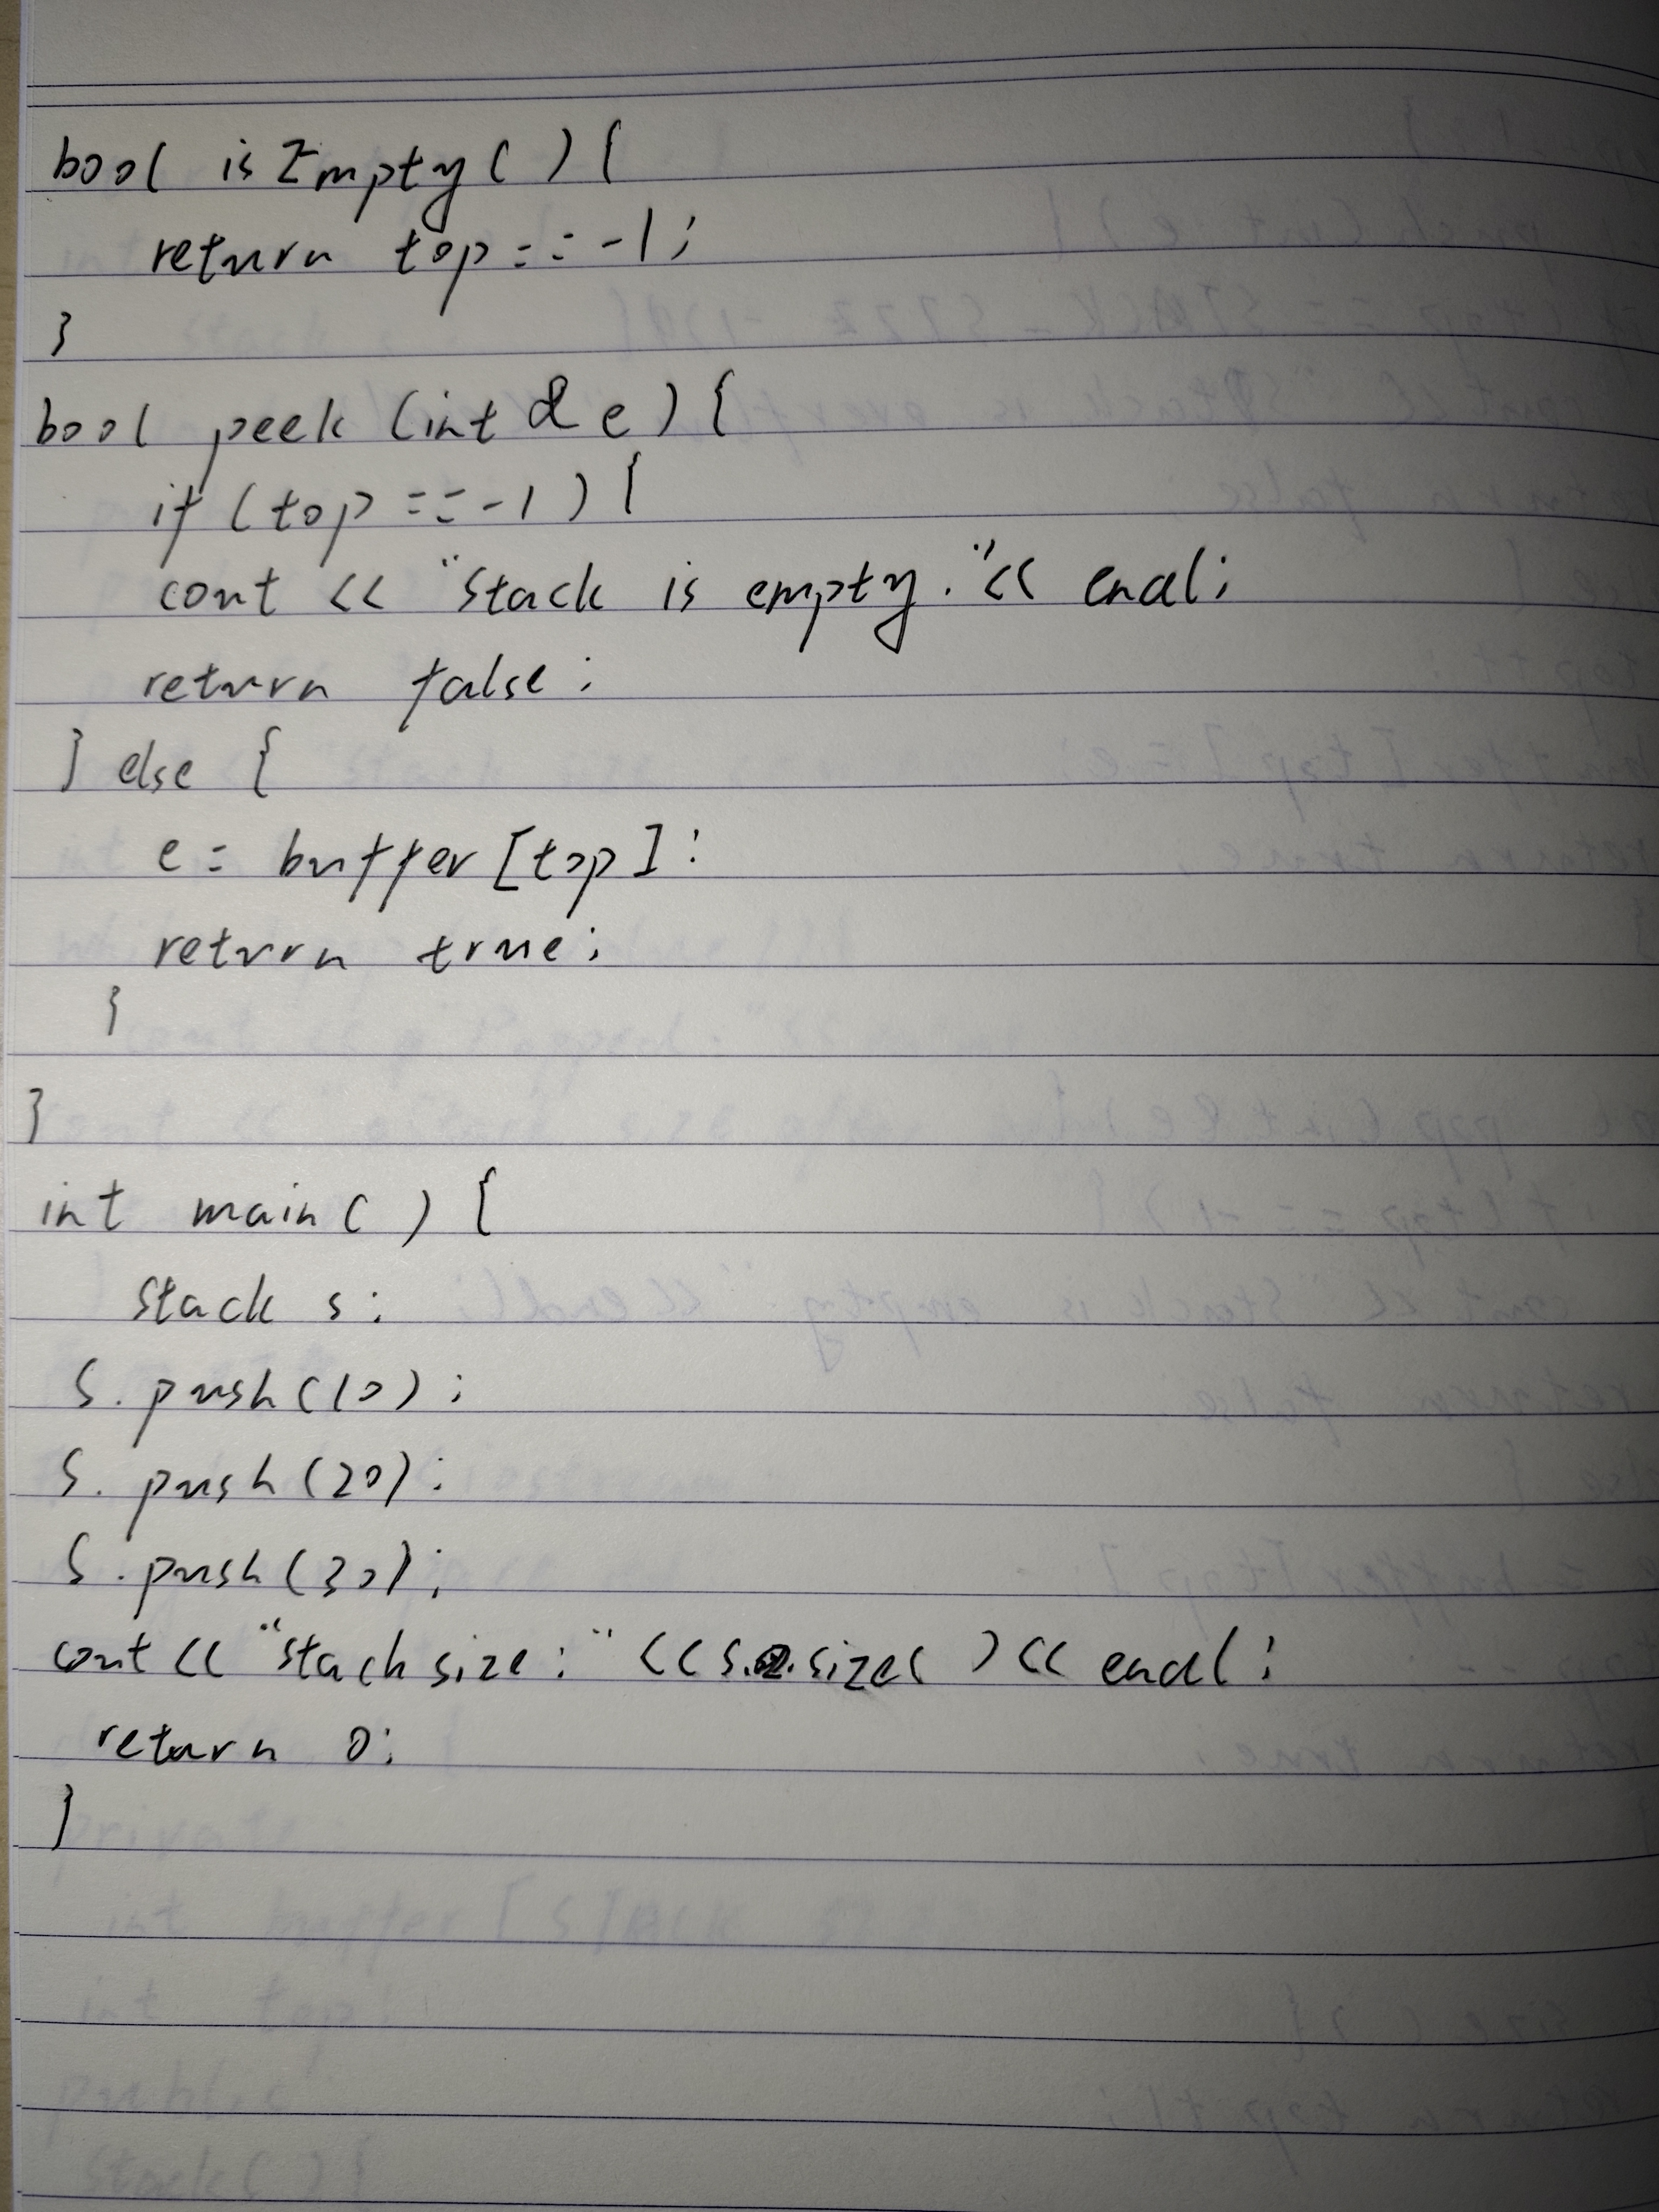 bool isEmpty( ) {
return top == -1;
}
bool peek (int & e) {
if (top == -1) {
cout << "Stack is empty." << endl;
return false;
} else {
e = buffer [top];
return true;
}
}
int main( ) {
Stack s;
S. push(10);
S. push(20);
S. push(30);
cout << "stack size: " << s. size( ) << endl;
return 0;
}